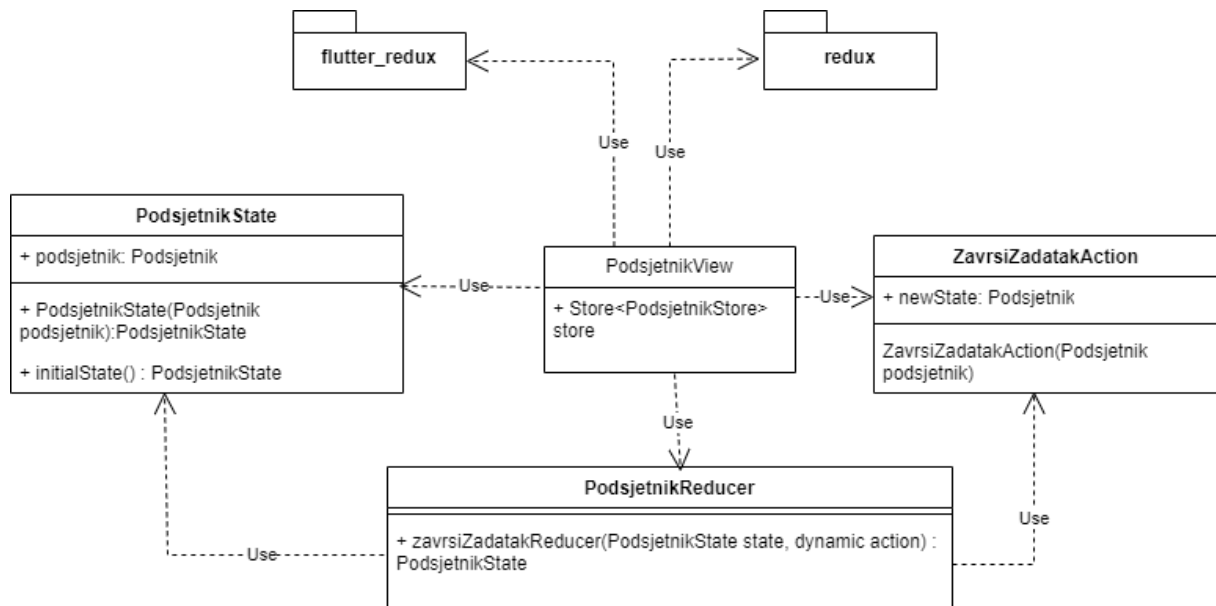 flutter_redux
redux
Use
Use
PodsjetnikState
+ podsjetnik: Podsjetnik
+ PodsjetnikState(Podsjetnik
podsjetnik):PodsjetnikState
+ initialState() : PodsjetnikState
Use
PodsjetnikView
+ Store<PodsjetnikStore>
store
Use
ZavrsiZadatakAction
+ newState: Podsjetnik
ZavrsiZadatakAction(Podsjetnik
podsjetnik)
Use
PodsjetnikReducer
+ zavrsiZadatakReducer(PodsjetnikState state, dynamic action) :
PodsjetnikState
Use
Use